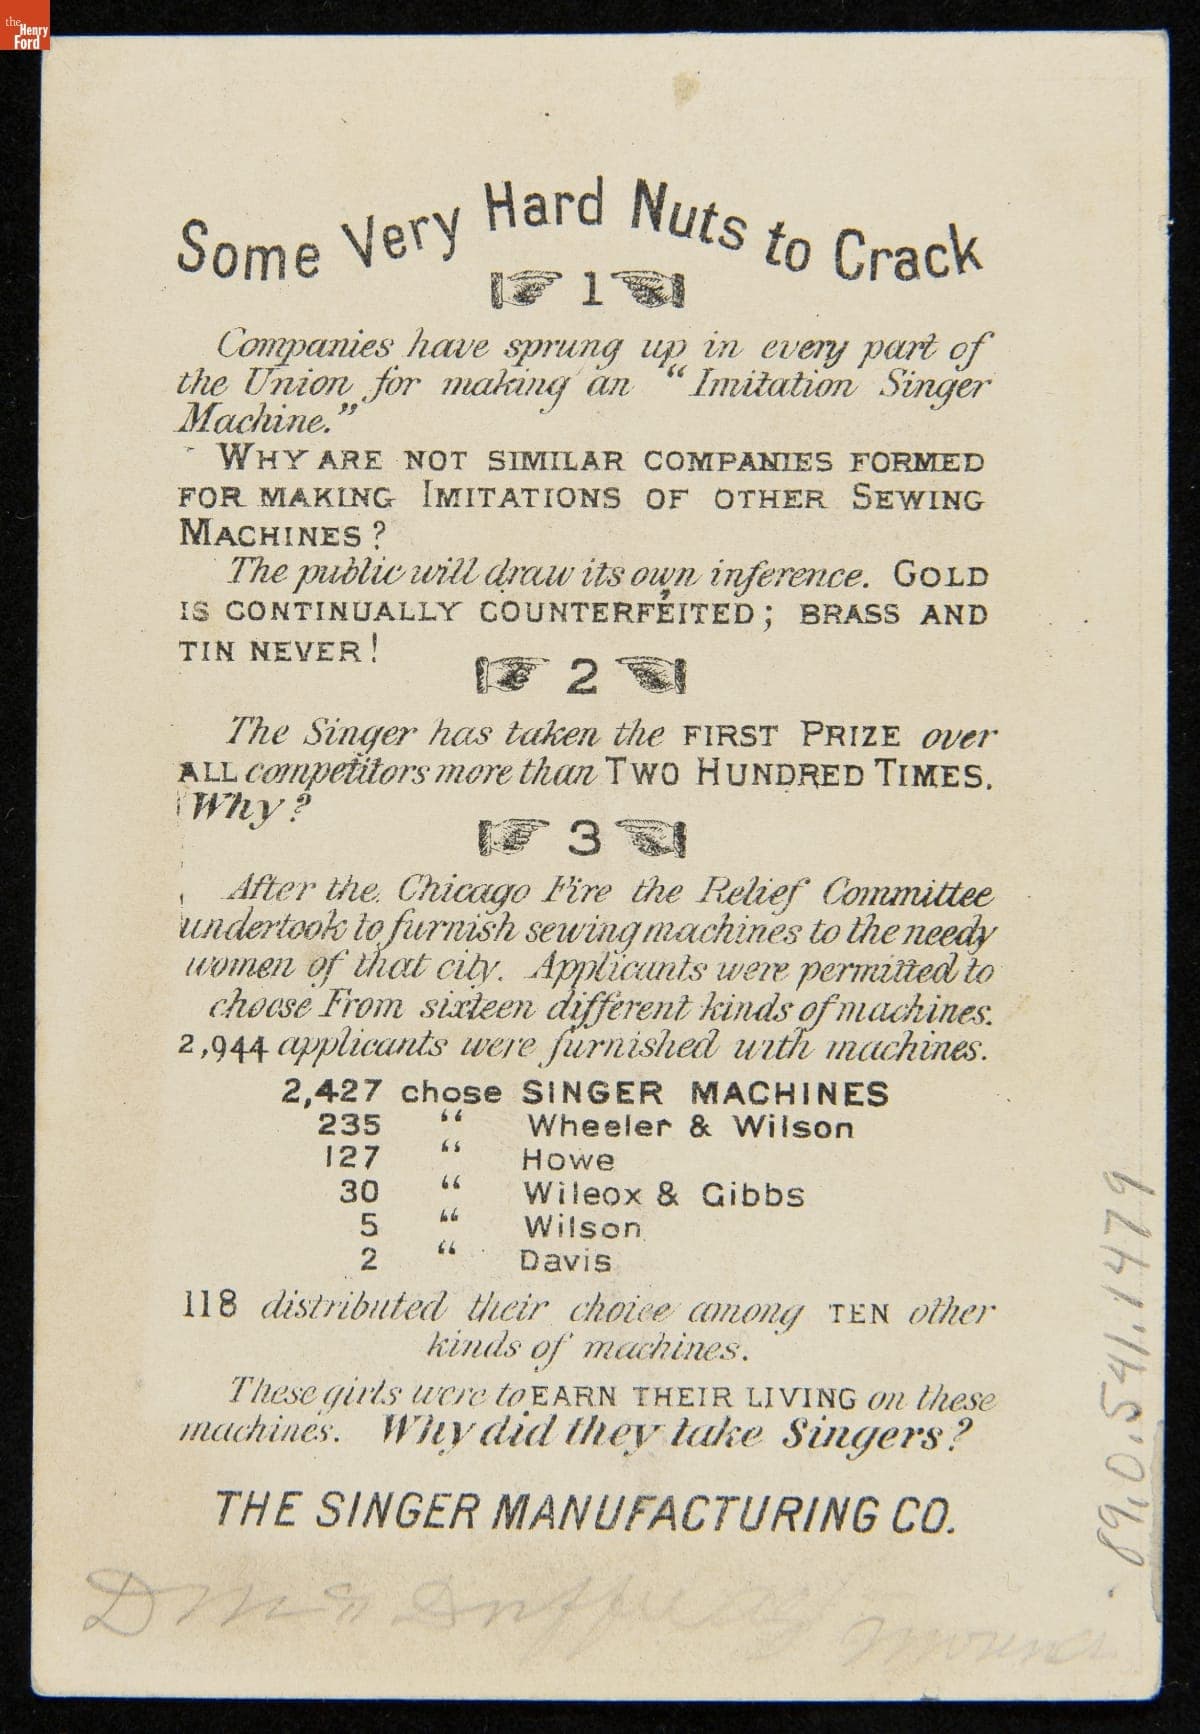 the
Henry
Ford
Some Very Hard Nuts to Crack
1
Companies have sprung up in every part of
the Union for making an "Imitation Singer
Machine."
WHY ARE NOT SIMILAR COMPANIES FORMED
FOR MAKING IMITATIONS OF OTHER SEWING
MACHINES?
The public will draw its own inference. GOLD
IS CONTINUALLY COUNTERFEITED; BRASS AND
TIN NEVER!
2
The Singer has taken the FIRST PRIZE over
ALL competitors more than TWO HUNDRED TIMES.
Why?
3
After the Chicago Fire the Relief Committee
undertook to furnish sewing machines to the needy
women of that city. Applicants were permitted to
choose From sixteen different kinds of machines.
2,944 applicants were furnished with machines.
2,427 chose SINGER MACHINES
235 " Wheeler & Wilson
127 " Howe
30 " Wilcox & Gibbs
5 " Wilson
2 " Davis
118 distributed their choice among TEN other
kinds of machines.
These girls were to EARN THEIR LIVING on these
machines. Why did they take Singers?
THE SINGER MANUFACTURING CO.
89.0.541.1479